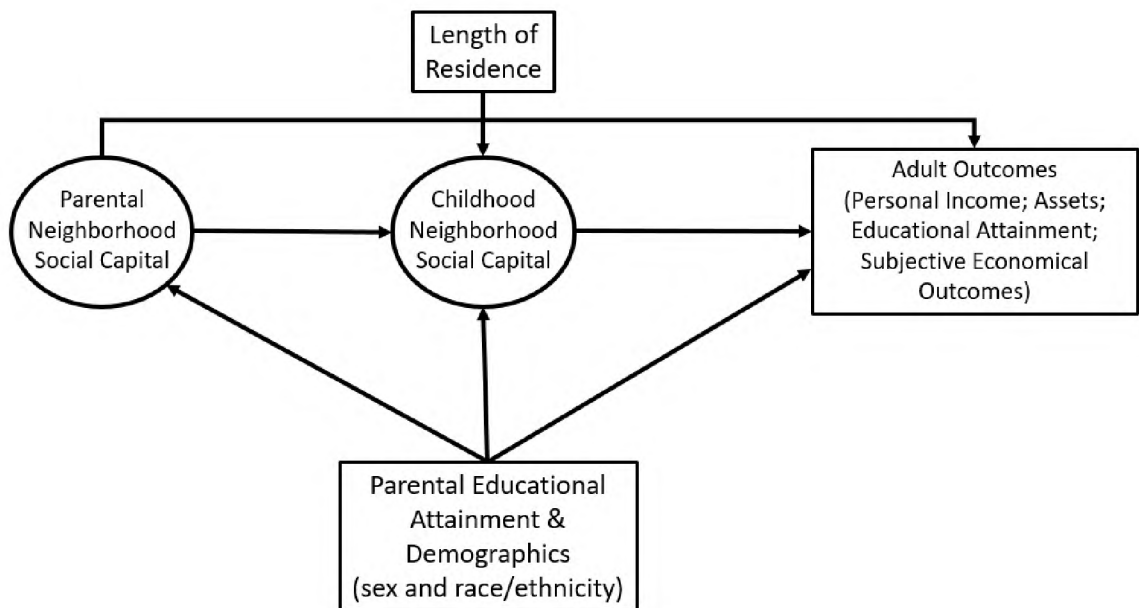 Length of
Residence
Parental
Neighborhood
Social Capital
Childhood
Neighborhood
Social Capital
Adult Outcomes
(Personal Income; Assets;
Educational Attainment;
Subjective Economical
Outcomes)
Parental Educational
Attainment &
Demographics
(sex and race/ethnicity)